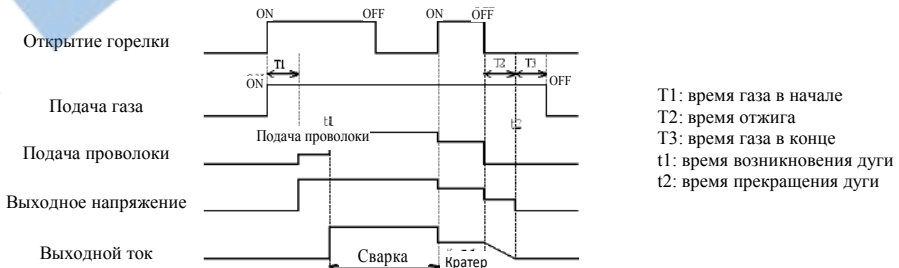 ON OFF ON OFF
Открытие горелки
T1 T2 T3
ON OFF
Подача газа
t1 t2
Подача проволоки
Подача проволоки
Выходное напряжение
Выходной ток
Сварка Кратер
T1: время газа в начале
T2: время отжига
T3: время газа в конце
t1: время возникновения дуги
t2: время прекращения дуги